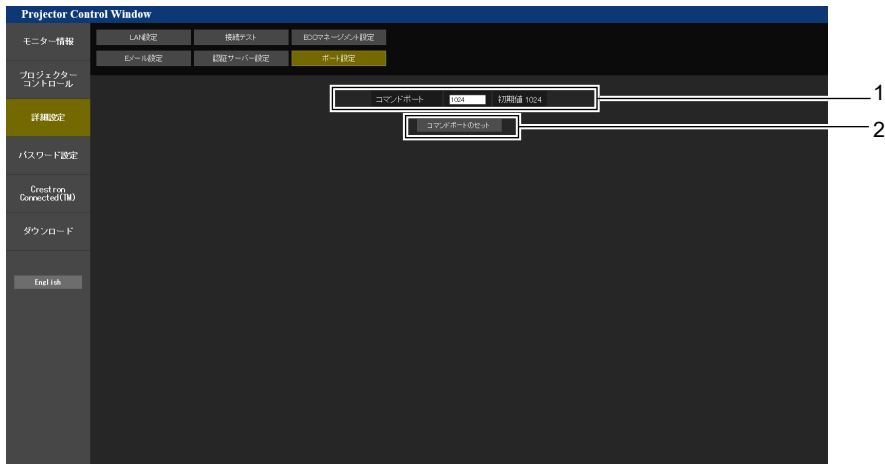 Projector Control Window
モニター情報
プロジェクター
コントロール
詳細設定
パスワード設定
Crestron
Connected(TM)
ダウンロード
English
LAN設定
接続テスト
ECOマネージメント設定
Eメール設定
認証サーバー設定
ポート設定
コマンドポート 1024 初期値 1024
コマンドポートのセット
1
2